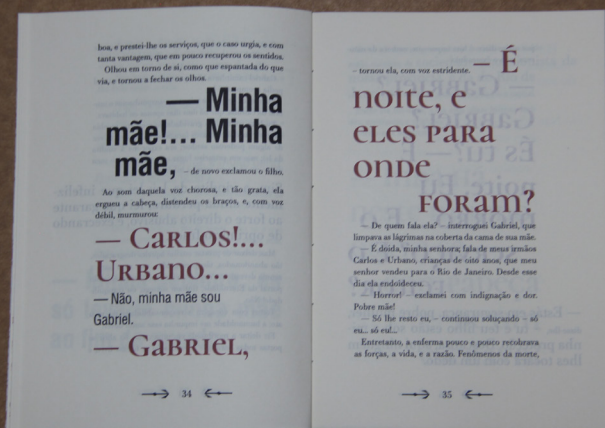 boa, e prestei-lhe os serviços, que o caso urgia, e com
tanta vantagem, que em pouco recuperou os sentidos.
Olhou em torno de si, como que espantada do que
via, e tornou a fechar os olhos.
— Minha
mãe!... Minha
mãe, – de novo exclamou o filho.
Ao som daquela voz chorosa, e tão grata, ela
ergueu a cabeça, distendeu os braços, e, com voz
débil, murmurou:
— Carlos!...
Urbano...
— Não, minha mãe sou
Gabriel.
— Gabriel,
34
– tornou ela, com voz estridente. – É
noite, e
eles para
onde
foram?
– De quem fala ela? – interroguei Gabriel, que
limpava as lágrimas na coberta da cama de sua mãe.
– É doida, minha senhora; fala de meus irmãos
Carlos e Urbano, crianças de oito anos, que meu
senhor vendeu para o Rio de Janeiro. Desde esse
dia ela endoideceu.
– Horror! – exclamei com indignação e dor.
Pobre mãe!
– Só lhe resto eu, – continuou soluçando – só
eu... só eu!...
Entretanto, a enferma pouco e pouco recobrava
as forças, a vida, e a razão. Fenômenos da morte,
35